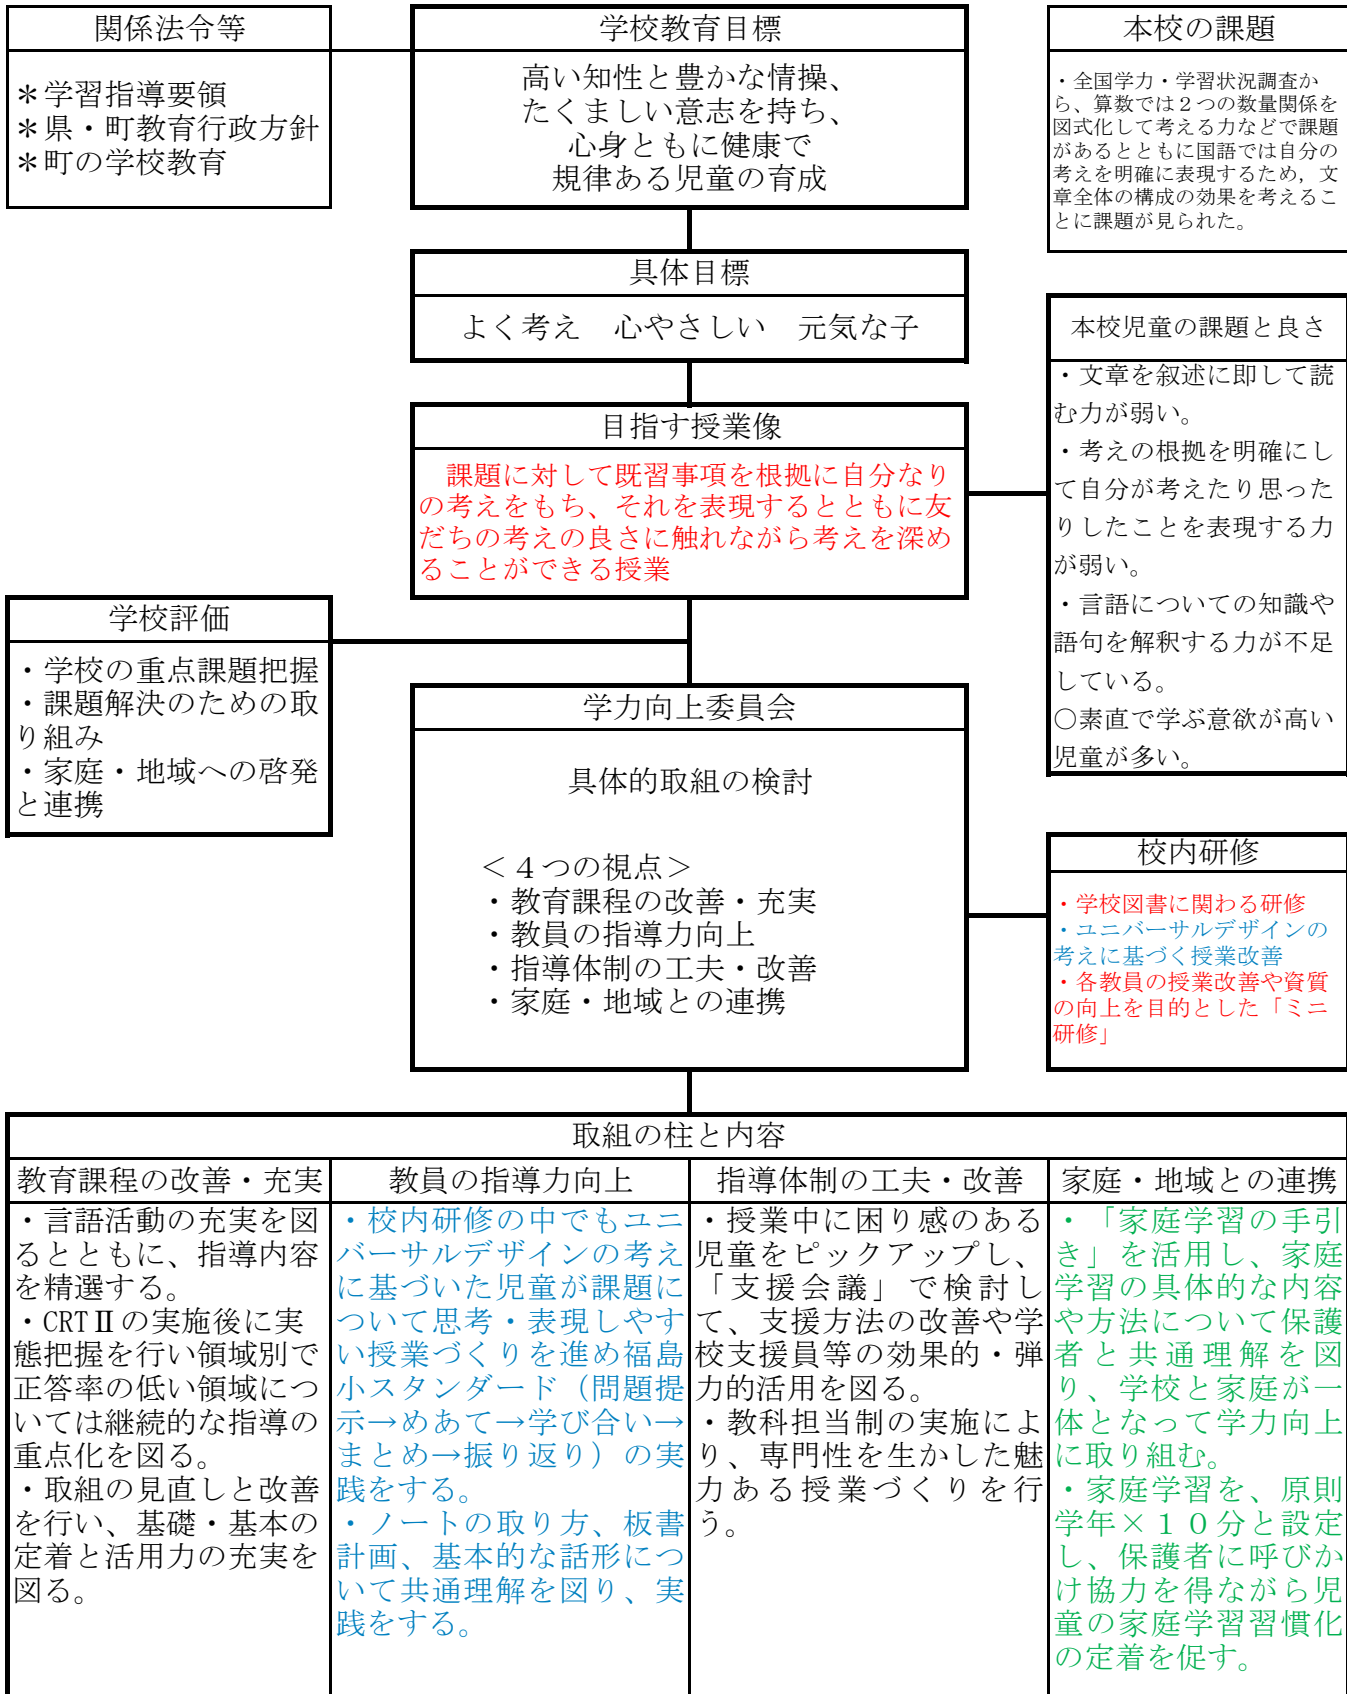 関係法令等
＊学習指導要領
＊県・町教育行政方針
＊町の学校教育
学校教育目標
高い知性と豊かな情操、
たくましい意志を持ち、
心身ともに健康で
規律ある児童の育成
本校の課題
・全国学力・学習状況調査か
ら、算数では２つの数量関係を
図式化して考える力などで課題
があるとともに国語では自分の
考えを明確に表現するため，文
章全体の構成の効果を考えるこ
とに課題が見られた。
具体目標
よく考え　心やさしい　元気な子
本校児童の課題と良さ
・文章を叙述に即して読
む力が弱い。
・考えの根拠を明確にし
て自分が考えたり思った
りしたことを表現する力
が弱い。
・言語についての知識や
語句を解釈する力が不足
している。
○素直で学ぶ意欲が高い
児童が多い。
目指す授業像
課題に対して既習事項を根拠に自分なり
の考えをもち、それを表現するとともに友
だちの考えの良さに触れながら考えを深め
ることができる授業
学校評価
・学校の重点課題把握
・課題解決のための取
り組み
・家庭・地域への啓発
と連携
学力向上委員会
具体的取組の検討
＜４つの視点＞
・教育課程の改善・充実
・教員の指導力向上
・指導体制の工夫・改善
・家庭・地域との連携
校内研修
・学校図書に関わる研修
・ユニバーサルデザインの
考えに基づく授業改善
・各教員の授業改善や資質
の向上を目的とした「ミニ
研修」
取組の柱と内容
教育課程の改善・充実
・言語活動の充実を図
るとともに、指導内容
を精選する。
・CRTⅡの実施後に実
態把握を行い領域別で
正答率の低い領域につ
いては継続的な指導の
重点化を図る。
・取組の見直しと改善
を行い、基礎・基本の
定着と活用力の充実を
図る。
教員の指導力向上
・校内研修の中でもユニ
バーサルデザインの考え
に基づいた児童が課題に
ついて思考・表現しやす
い授業づくりを進め福島
小スタンダード（問題提
示→めあて→学び合い→
まとめ→振り返り）の実
践をする。
・ノートの取り方、板書
計画、基本的な話形につ
いて共通理解を図り、実
践をする。
指導体制の工夫・改善
・授業中に困り感のある
児童をピックアップし、
「支援会議」で検討し
て、支援方法の改善や学
校支援員等の効果的・弾
力的活用を図る。
・教科担当制の実施によ
り、専門性を生かした魅
力ある授業づくりを行
う。
家庭・地域との連携
・「家庭学習の手引
き」を活用し、家庭
学習の具体的な内容
や方法について保護
者と共通理解を図
り、学校と家庭が一
体となって学力向上
に取り組む。
・家庭学習を、原則
学年×１０分と設定
し、保護者に呼びか
け協力を得ながら児
童の家庭学習習慣化
の定着を促す。